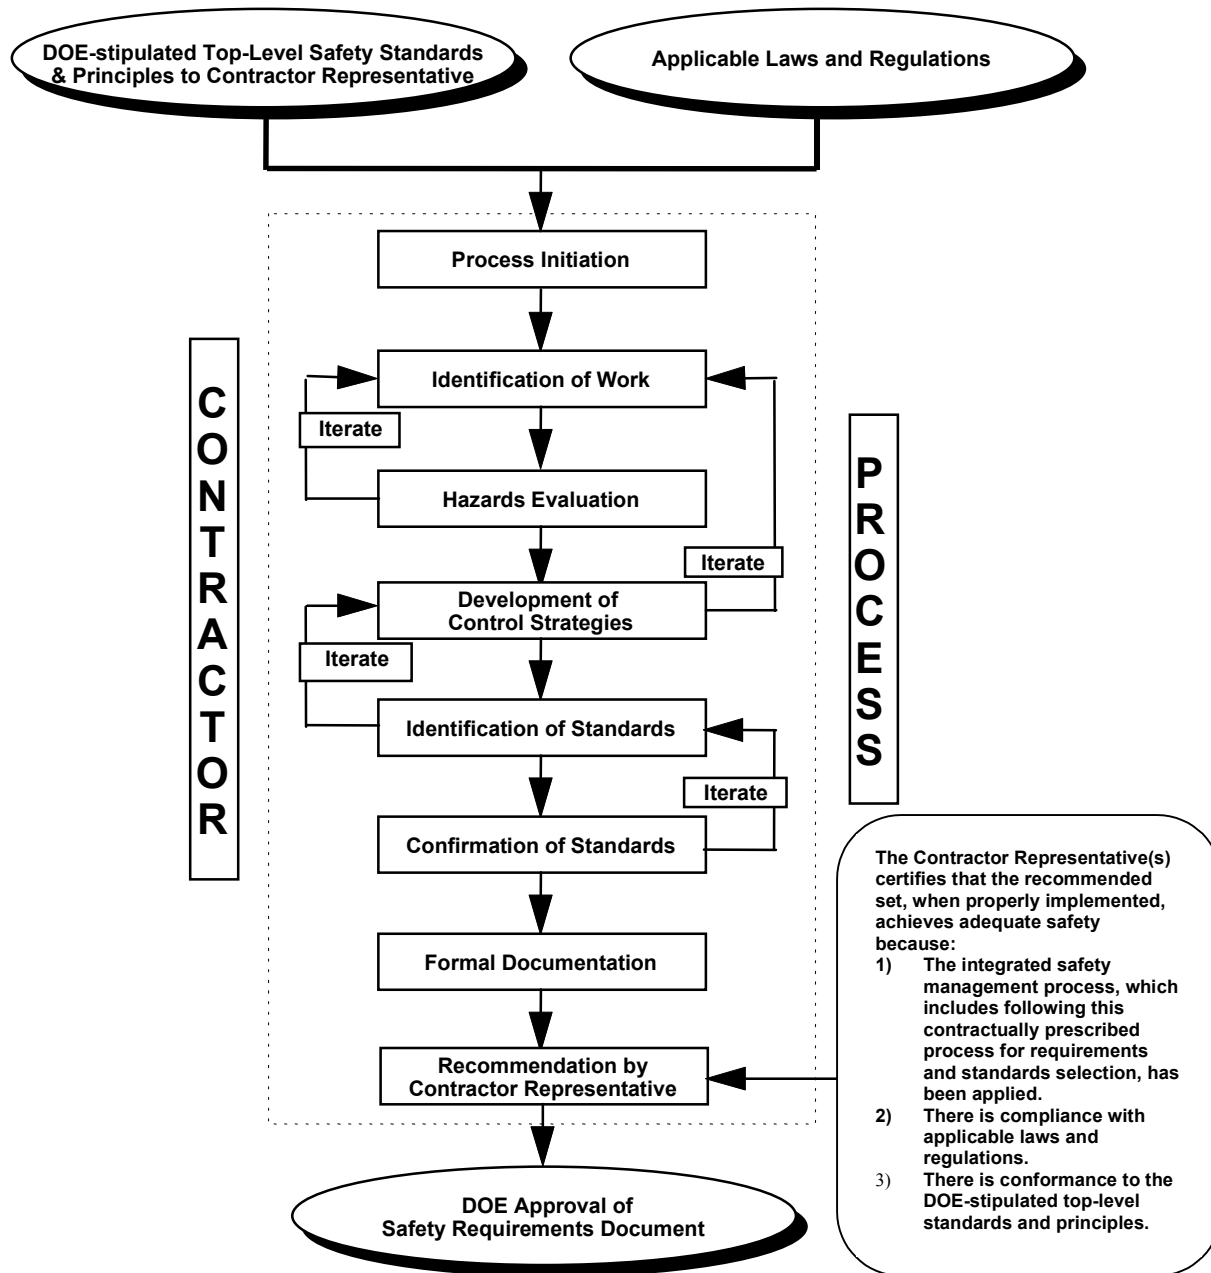 DOE-stipulated Top-Level Safety Standards
& Principles to Contractor Representative
Applicable Laws and Regulations
Process Initiation
Identification of Work
Iterate
Hazards Evaluation
Iterate
Development of
Control Strategies
Iterate
Identification of Standards
Iterate
Confirmation of Standards
Formal Documentation
Recommendation by
Contractor Representative
DOE Approval of
Safety Requirements Document
CONTRACTOR
PROCESS
The Contractor Representative(s)
certifies that the recommended
set, when properly implemented,
achieves adequate safety
because:
1) The integrated safety
management process, which
includes following this
contractually prescribed
process for requirements
and standards selection, has
been applied.
2) There is compliance with
applicable laws and
regulations.
3) There is conformance to the
DOE-stipulated top-level
standards and principles.